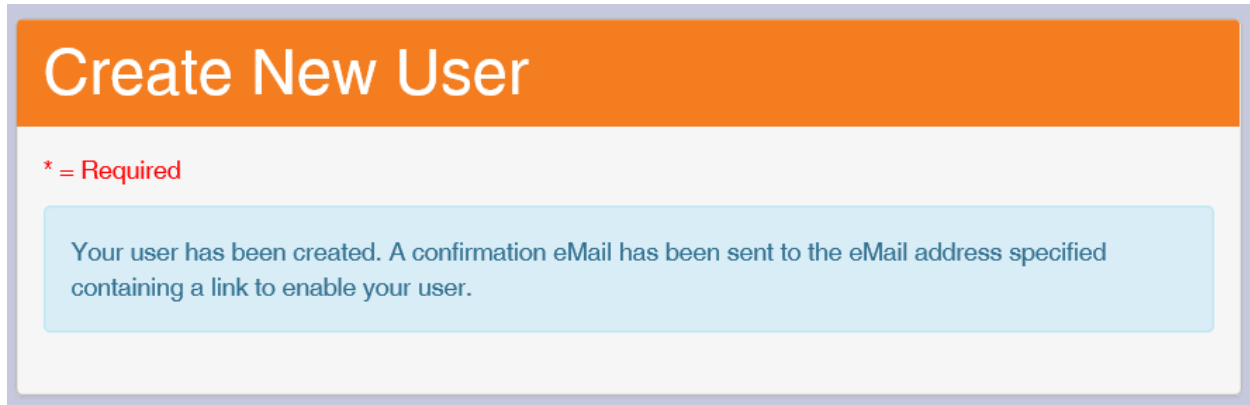 Create New User
* = Required
Your user has been created. A confirmation eMail has been sent to the eMail address specified
containing a link to enable your user.